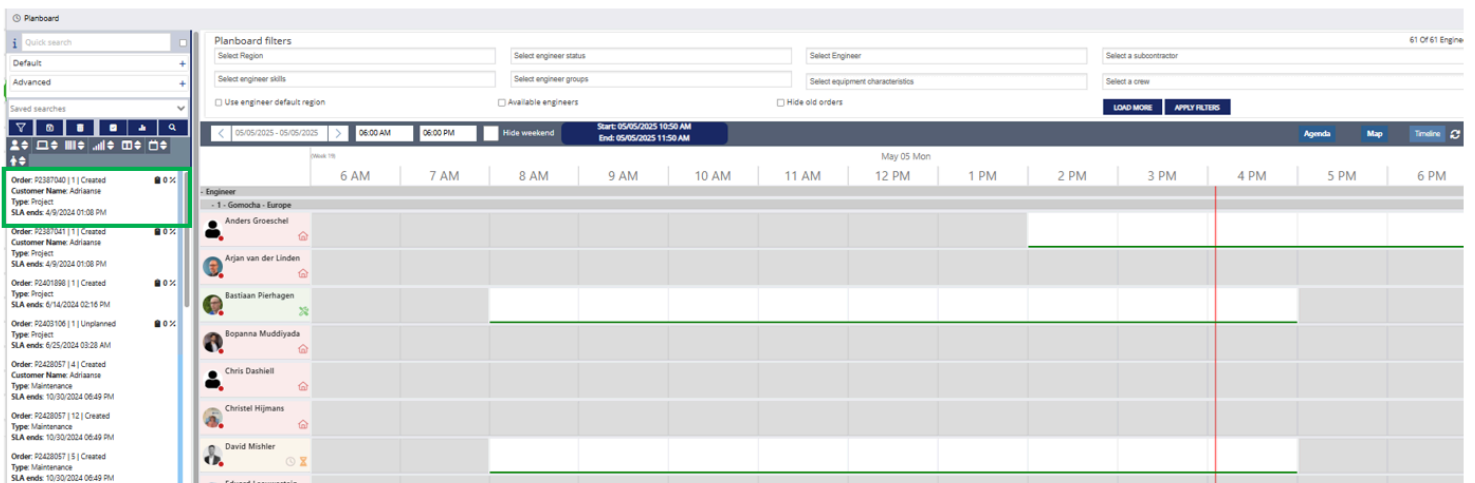 Planboard
Quick search
Default
Advanced
Saved searches
Order: P2387040 | 1 | Created
0
Customer Name: Adriaanse
Type: Project
SLA ends: 4/9/2024 01:08 PM
Order: P2387041 | 1 | Created
0
Customer Name: Adriaanse
Type: Project
SLA ends: 4/9/2024 01:08 PM
Order: P2401898 | 1 | Created
0
Type: Project
SLA ends: 6/14/2024 02:16 PM
Order: P2403106 | 1 | Unplanned
0
Type: Project
SLA ends: 6/25/2024 03:28 AM
Order: P2428057 | 4 | Created
Customer Name: Adriaanse
Type: Maintenance
SLA ends: 10/30/2024 06:49 PM
Order: P2428057 | 12 | Created
Type: Maintenance
SLA ends: 10/30/2024 06:49 PM
Order: P2428057 | 5 | Created
Type: Maintenance
SLA ends: 10/30/2024 06:49 PM
Planboard filters
61 Of 61 Engine
Select Region
Select engineer status
Select Engineer
Select a subcontractor
Select engineer skills
Select engineer groups
Select equipment characteristics
Select a crew
Use engineer default region
Available engineers
Hide old orders
LOAD MORE
APPLY FILTERS
05/05/2025 - 05/05/2025
06:00 AM
06:00 PM
Hide weekend
Start: 05/05/2025 10:50 AM
End: 05/05/2025 11:50 AM
Agenda
Map
Timeline
(Week 19)
May 05 Mon
6 AM
7 AM
8 AM
9 AM
10 AM
11 AM
12 PM
1 PM
2 PM
3 PM
4 PM
5 PM
6 PM
- Engineer
- 1 - Gomocha - Europe
Anders Groeschel
Arjan van der Linden
Bastiaan Pierhagen
Bopanna Muddiyada
Chris Dashiell
Christel Hijmans
David Mishler